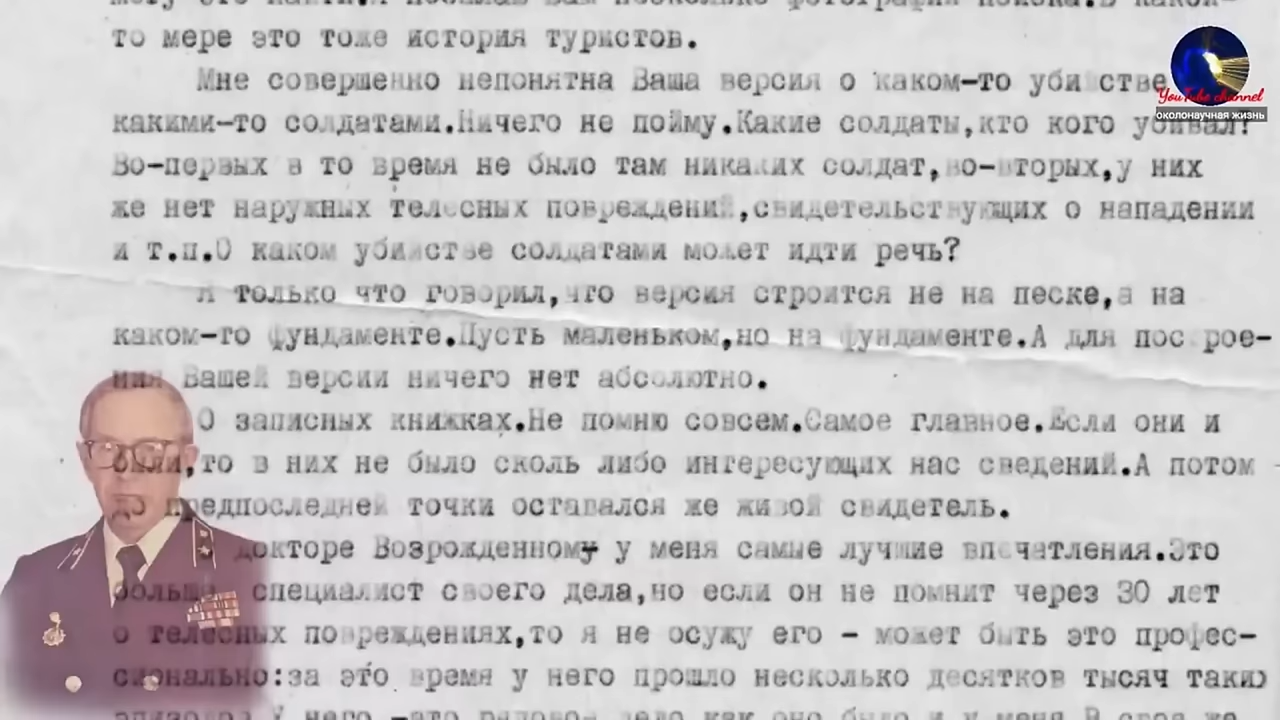 то мере это тоже история туристов.
Мне совершенно непонятна Ваша версия о каком-то убийстве
какими-то солдатами.Ничего не пойму.Какие солдаты,кто кого убивал?
Во-первых в то время не было там никаких солдат,во-вторых,у них
же нет наружных телесных повреждений,свидетельствующих о нападении
и т.п.О каком убийстве солдатами может идти речь?
Я только что говорил,что версия строится не на песке,а на
каком-го фундаменте.Пусть маленьком,но на фундаменте.А для построе-
ния Вашей версии ничего нет абсолютно.
О записных книжках.Не помню совсем.Самое главное.Если они и
были,то в них не было сколь либо интересующих нас сведений.А потом
до предпоследней точки оставался же живой свидетель.
О докторе Возрожденному у меня самые лучшие впечатления.Это
больша специалист своего дела,но если он не помнит через 30 лет
о телесных повреждениях,то я не осужу его - может быть это профес-
сионально:за это время у него прошло несколько десятков тысяч таких
YouTube channel
околонаучная жизнь